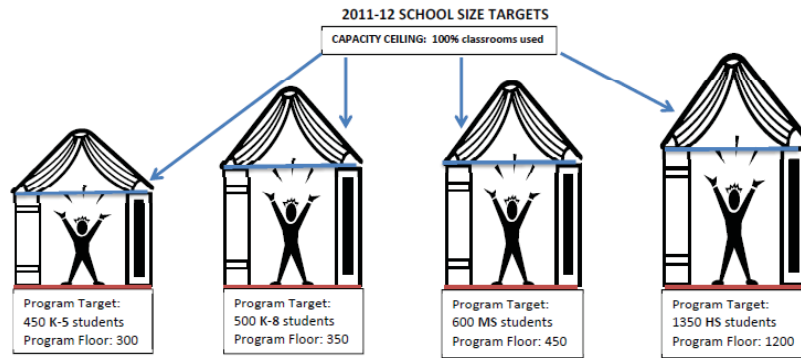 2011-12 SCHOOL SIZE TARGETS
CAPACITY CEILING: 100% classrooms used
Program Target:
450 K-5 students
Program Floor: 300
Program Target:
500 K-8 students
Program Floor: 350
Program Target:
600 MS students
Program Floor: 450
Program Target:
1350 HS students
Program Floor: 1200